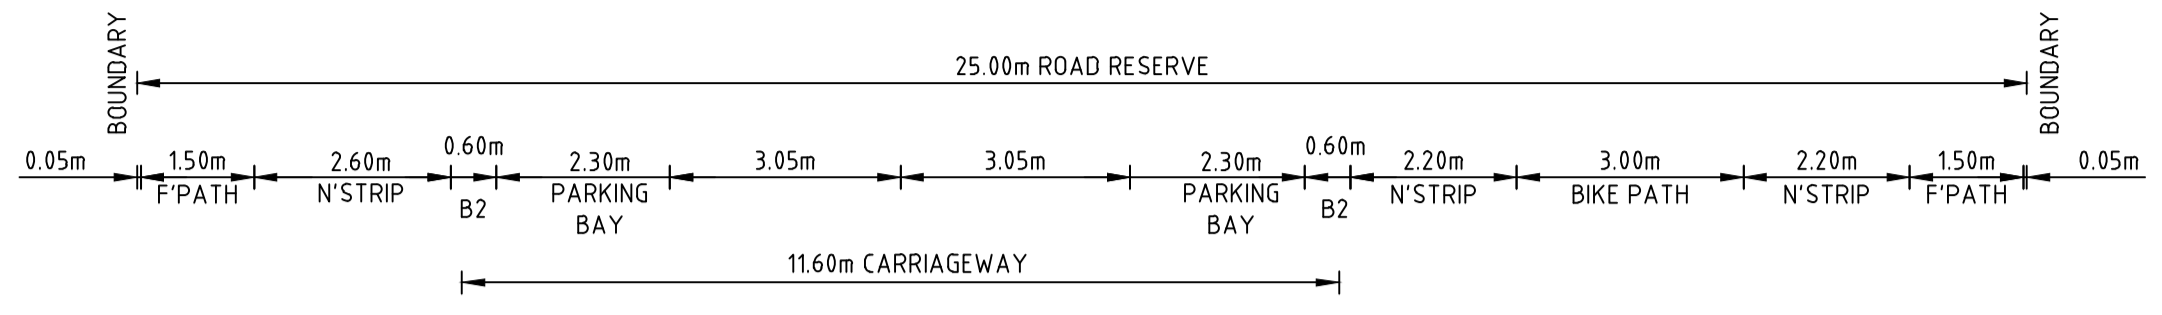 BOUNDARY
BOUNDARY
25.00m ROAD RESERVE
0.05m
1.50m
F'PATH
2.60m
N'STRIP
0.60m
B2
2.30m
PARKING
BAY
3.05m
3.05m
2.30m
PARKING
BAY
0.60m
B2
2.20m
N'STRIP
3.00m
BIKE PATH
2.20m
N'STRIP
1.50m
F'PATH
0.05m
11.60m CARRIAGEWAY